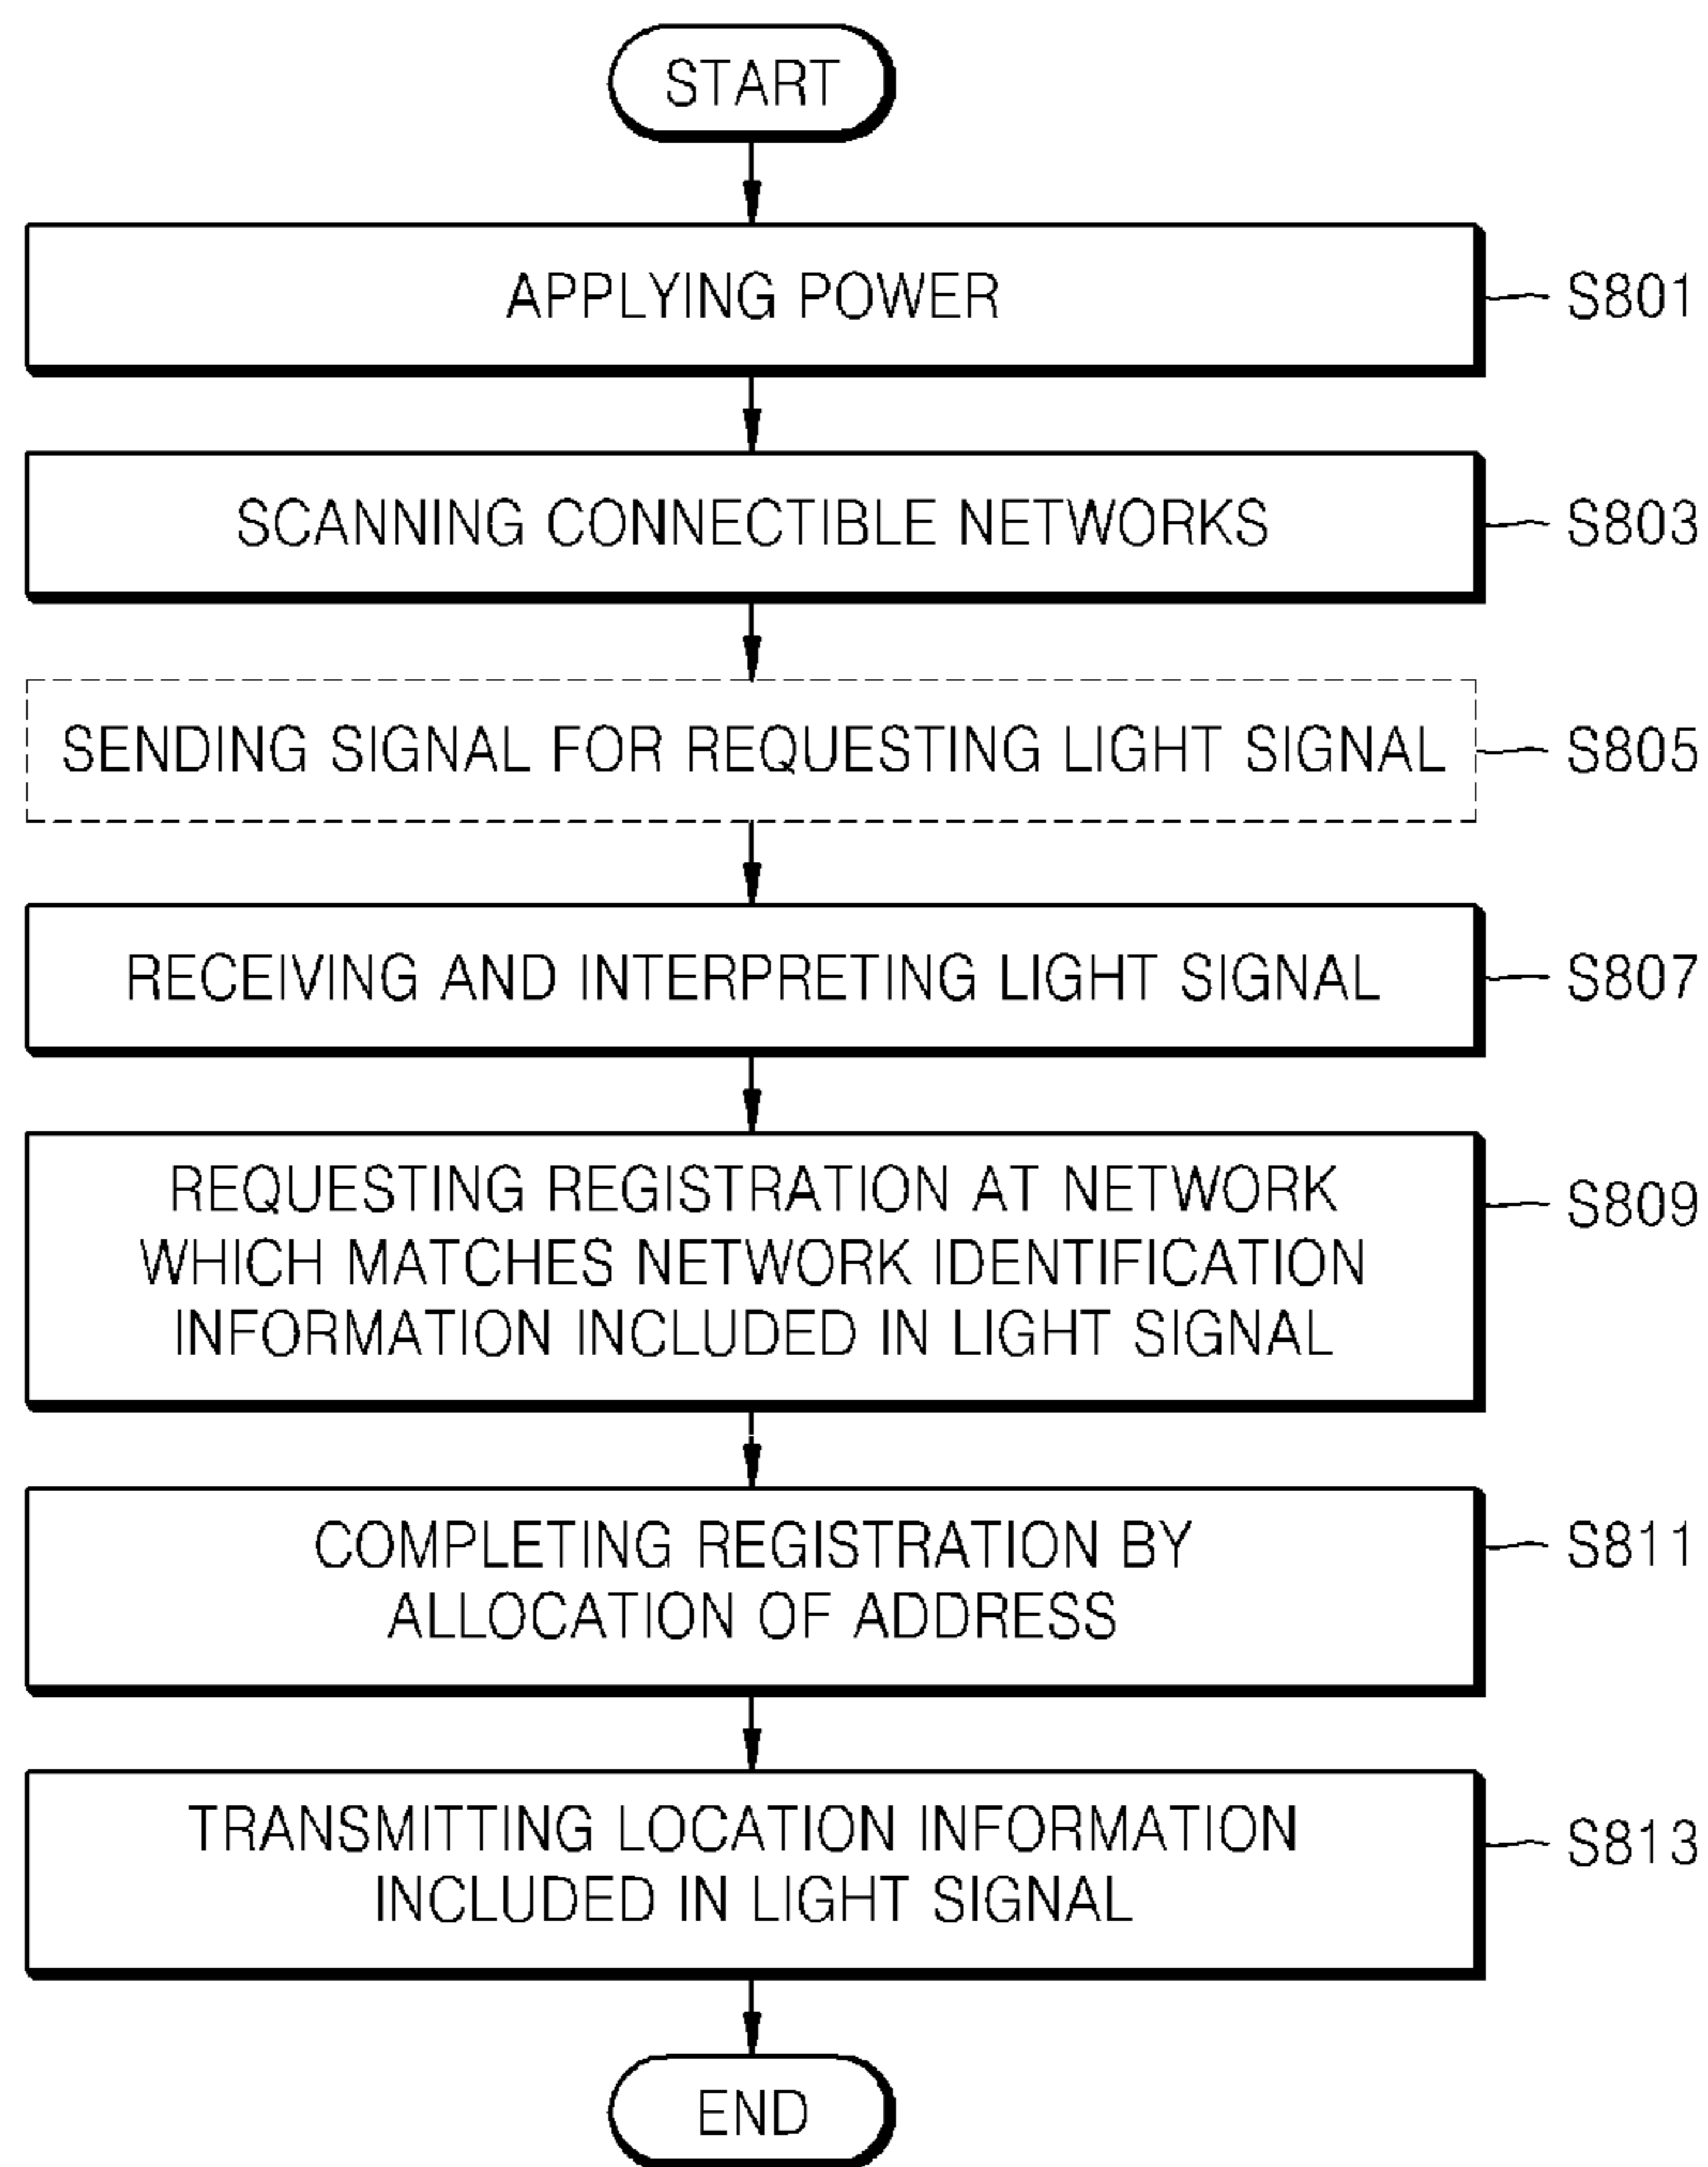 START
APPLYING POWER
S801
SCANNING CONNECTIBLE NETWORKS
S803
SENDING SIGNAL FOR REQUESTING LIGHT SIGNAL
S805
RECEIVING AND INTERPRETING LIGHT SIGNAL
S807
REQUESTING REGISTRATION AT NETWORK
WHICH MATCHES NETWORK IDENTIFICATION
INFORMATION INCLUDED IN LIGHT SIGNAL
S809
COMPLETING REGISTRATION BY
ALLOCATION OF ADDRESS
S811
TRANSMITTING LOCATION INFORMATION
INCLUDED IN LIGHT SIGNAL
S813
END